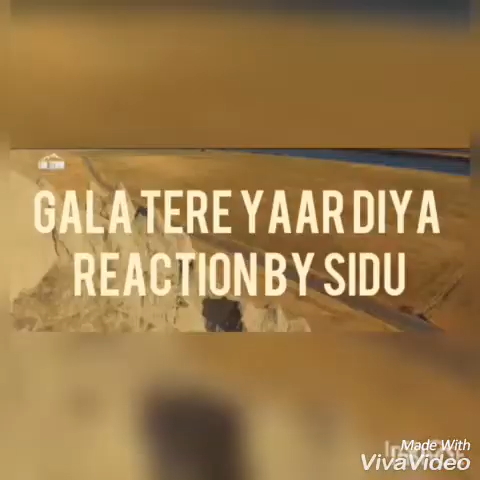 GALA TERE YAAR DIYA
REACTION BY SIDU
Made With
VivaVideo